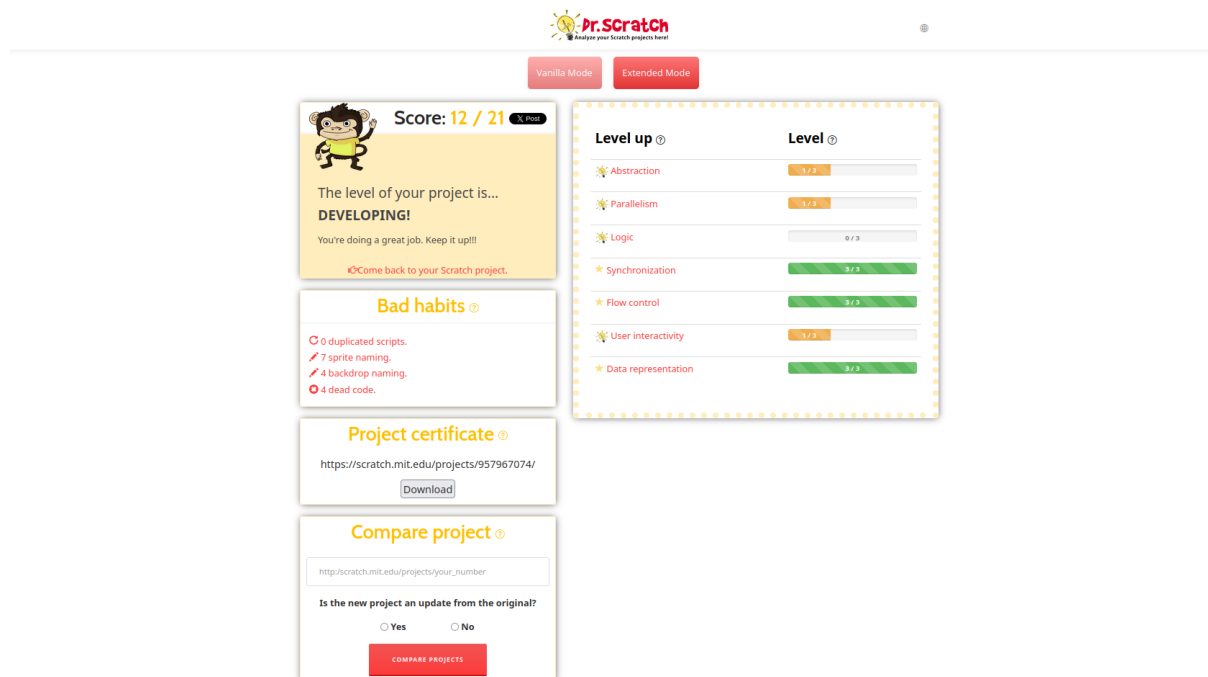 Dr.Scratch
Analyze your Scratch projects here!
Vanilla Mode
Extended Mode
Score: 12 / 21
X Post
The level of your project is...
DEVELOPING!
You're doing a great job. Keep it up!!!
Come back to your Scratch project.
Bad habits ?
0 duplicated scripts.
7 sprite naming.
4 backdrop naming.
4 dead code.
Project certificate ?
https://scratch.mit.edu/projects/957967074/
Download
Compare project ?
http:/scratch.mit.edu/projects/your_number
Is the new project an update from the original?
Yes No
COMPARE PROJECTS
Level up ? Level ?
Abstraction 1 / 3
Parallelism 1 / 3
Logic 0 / 3
Synchronization 3 / 3
Flow control 3 / 3
User interactivity 1 / 3
Data representation 3 / 3